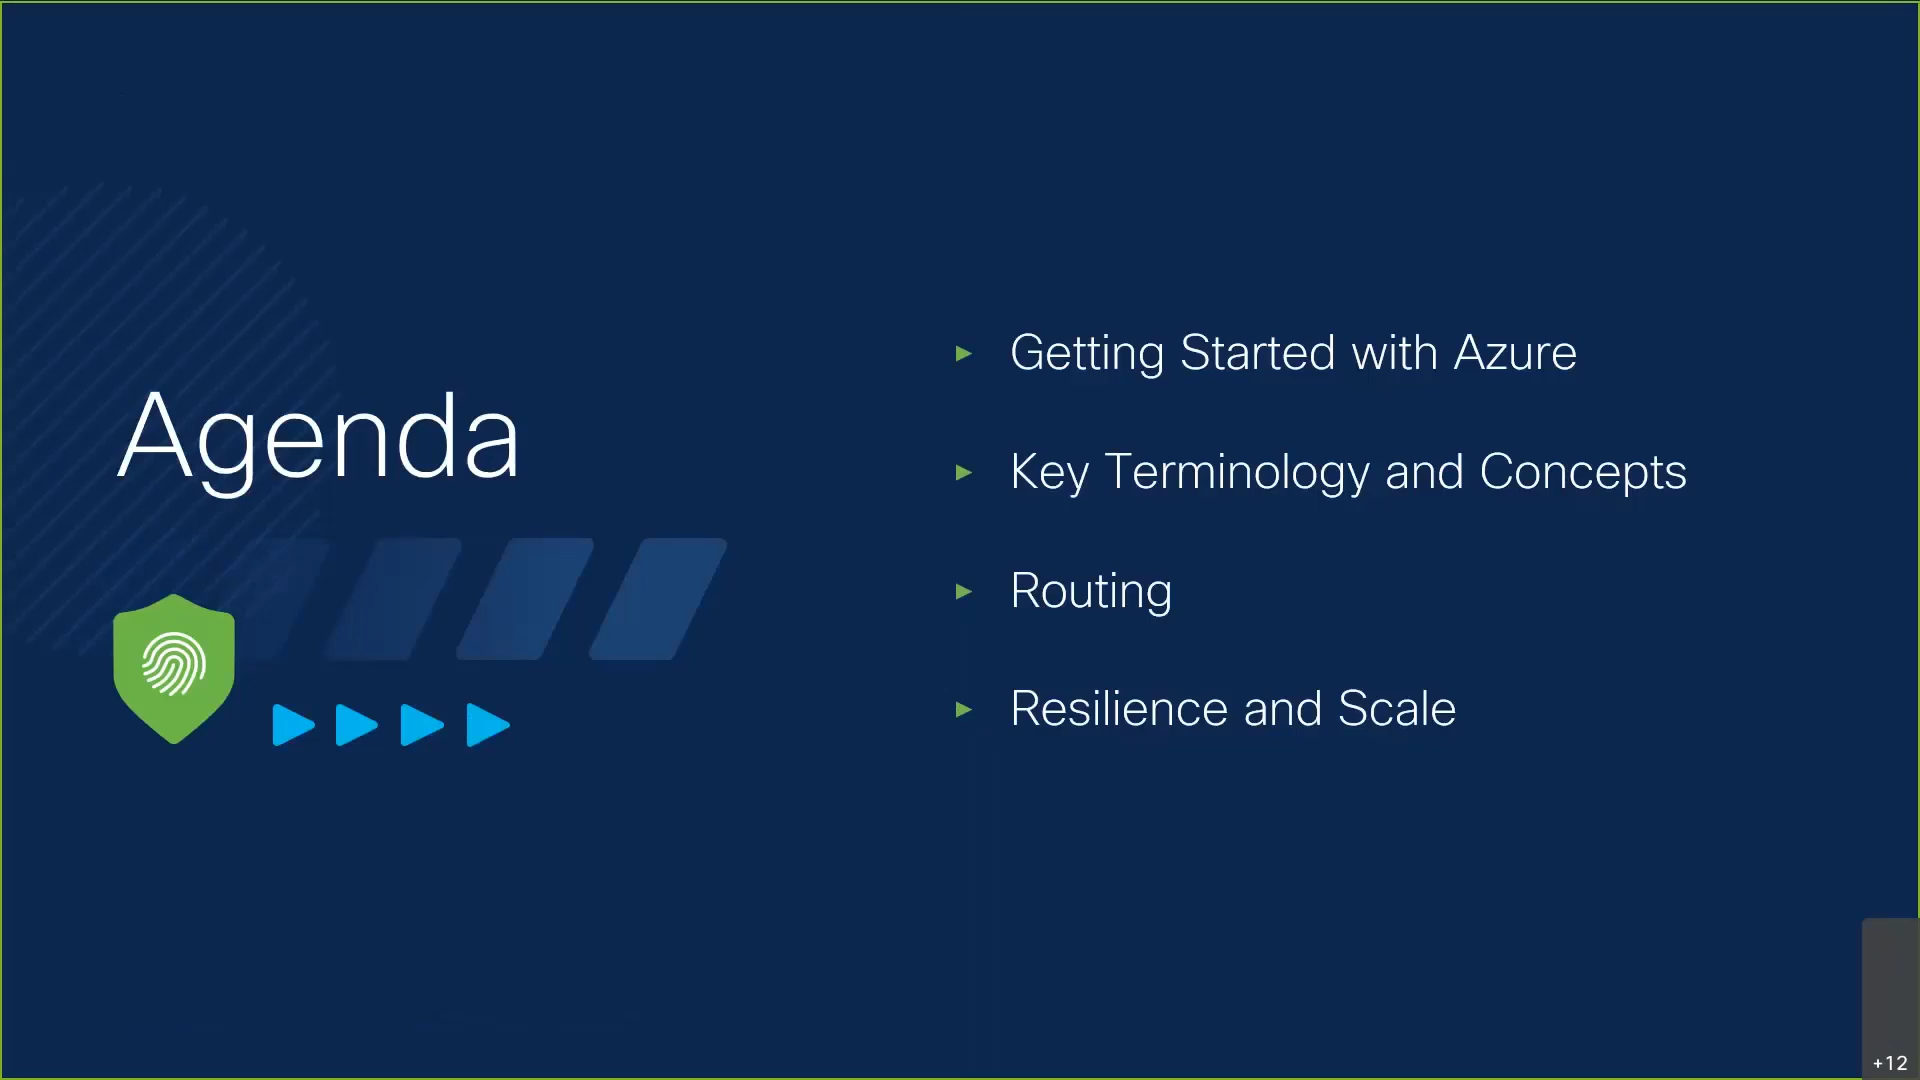 Agenda
Getting Started with Azure
Key Terminology and Concepts
Routing
Resilience and Scale
+12